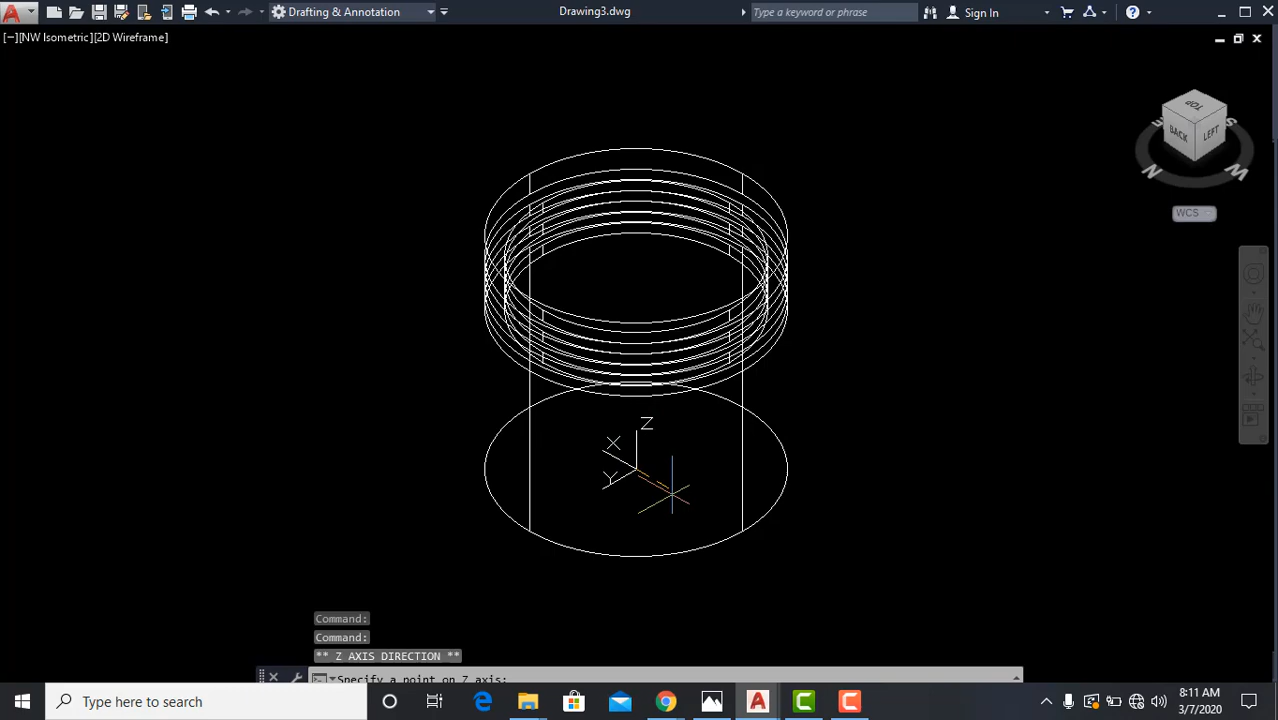 Drafting & Annotation
Drawing3.dwg
Type a keyword or phrase
Sign In
[−][NW Isometric][2D Wireframe]
TOP
BACK
LEFT
E
S
N
W
WCS
Z
X
Y
Command:
Command:
** Z AXIS DIRECTION **
Specify a point on Z axis:
Type here to search
8:11 AM
3/7/2020